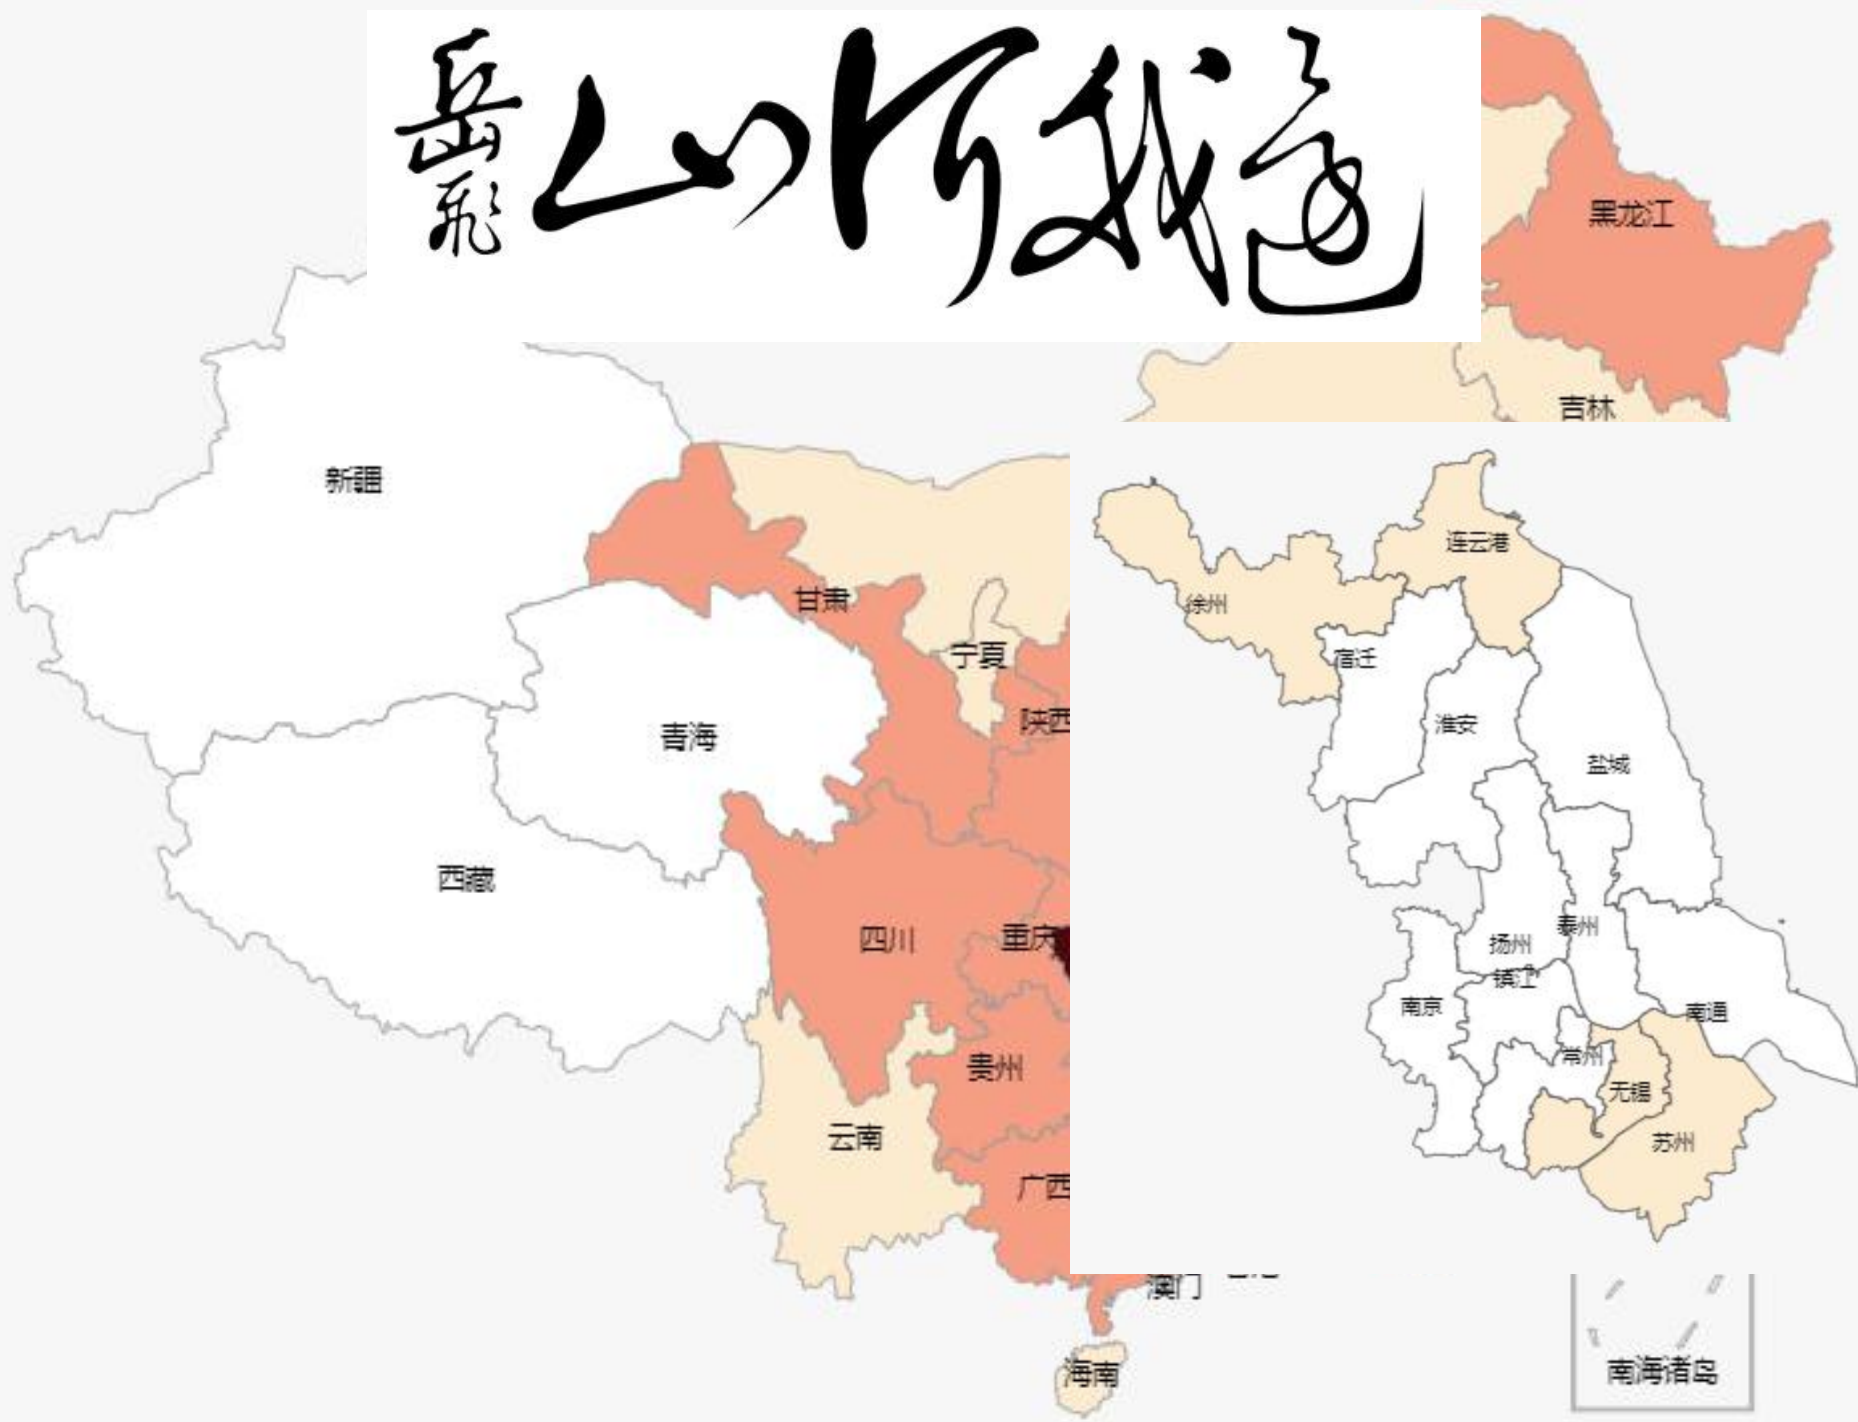 還我河山
岳飛
黑龙江
吉林
新疆
甘肃
宁夏
陕西
青海
西藏
四川
重庆
贵州
云南
广西
澳门
海南
南海诸岛
连云港
徐州
宿迁
淮安
盐城
扬州
泰州
镇江
南京
南通
常州
无锡
苏州